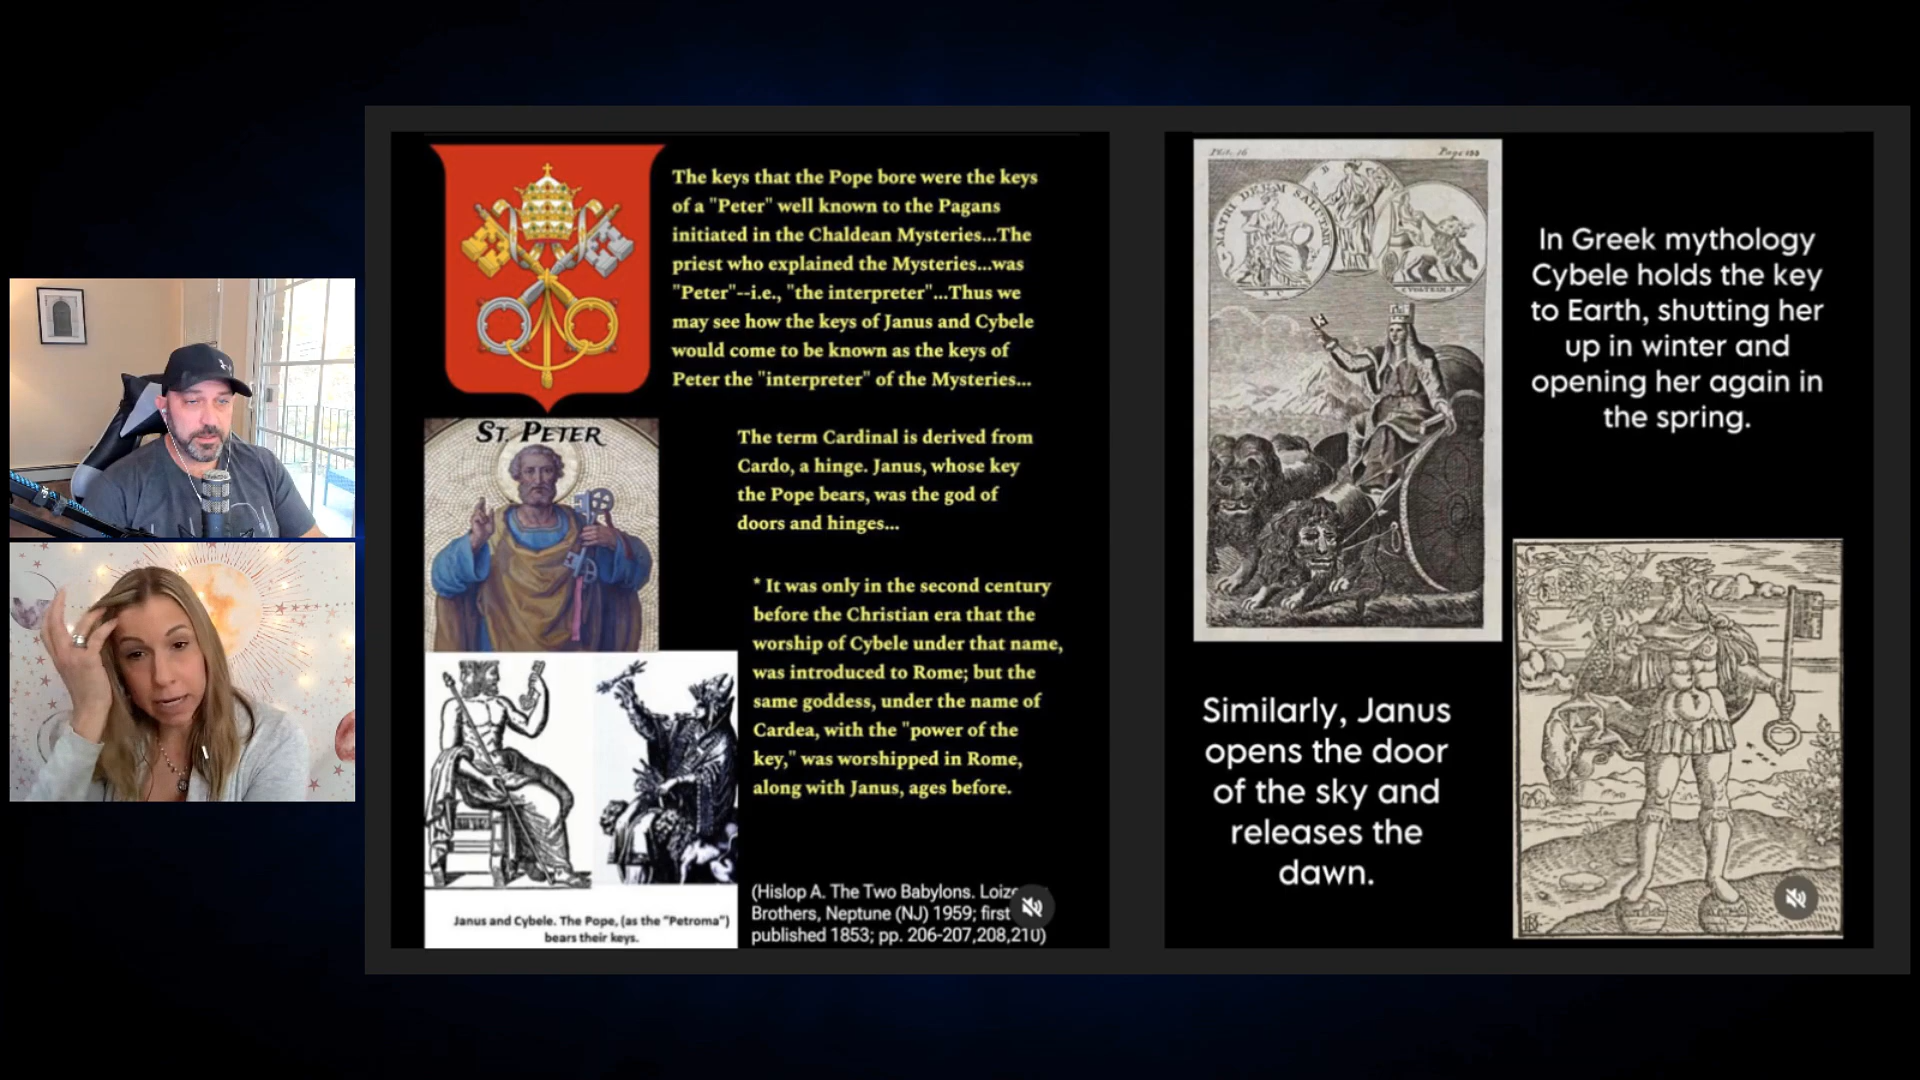 The keys that the Pope bore were the keys
of a "Peter" well known to the Pagans
initiated in the Chaldean Mysteries...The
priest who explained the Mysteries...was
"Peter"--i.e., "the interpreter"...Thus we
may see how the keys of Janus and Cybele
would come to be known as the keys of
Peter the "interpreter" of the Mysteries...
ST. PETER
The term Cardinal is derived from
Cardo, a hinge. Janus, whose key
the Pope bears, was the god of
doors and hinges...
* It was only in the second century
before the Christian era that the
worship of Cybele under that name,
was introduced to Rome; but the
same goddess, under the name of
Cardea, with the "power of the
key," was worshipped in Rome,
along with Janus, ages before.
Janus and Cybele. The Pope, (as the "Petroma")
bears their keys.
(Hislop A. The Two Babylons.
Brothers, Neptune (NJ) 1959; first
published 1853; pp. 206-207,208,210)
MATRI DEUM SALUTARI
B
S C
In Greek mythology
Cybele holds the key
to Earth, shutting her
up in winter and
opening her again in
the spring.
Similarly, Janus
opens the door
of the sky and
releases the
dawn.